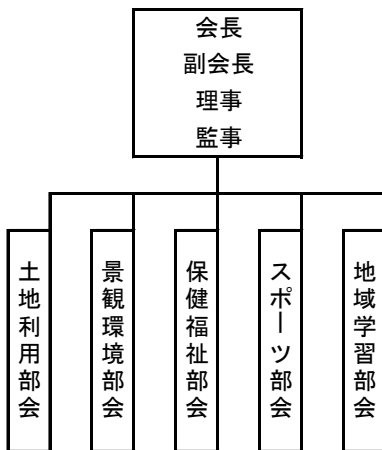 会長
副会長
理事
監事
土地利用部会
景観環境部会
保健福祉部会
スポーツ部会
地域学習部会